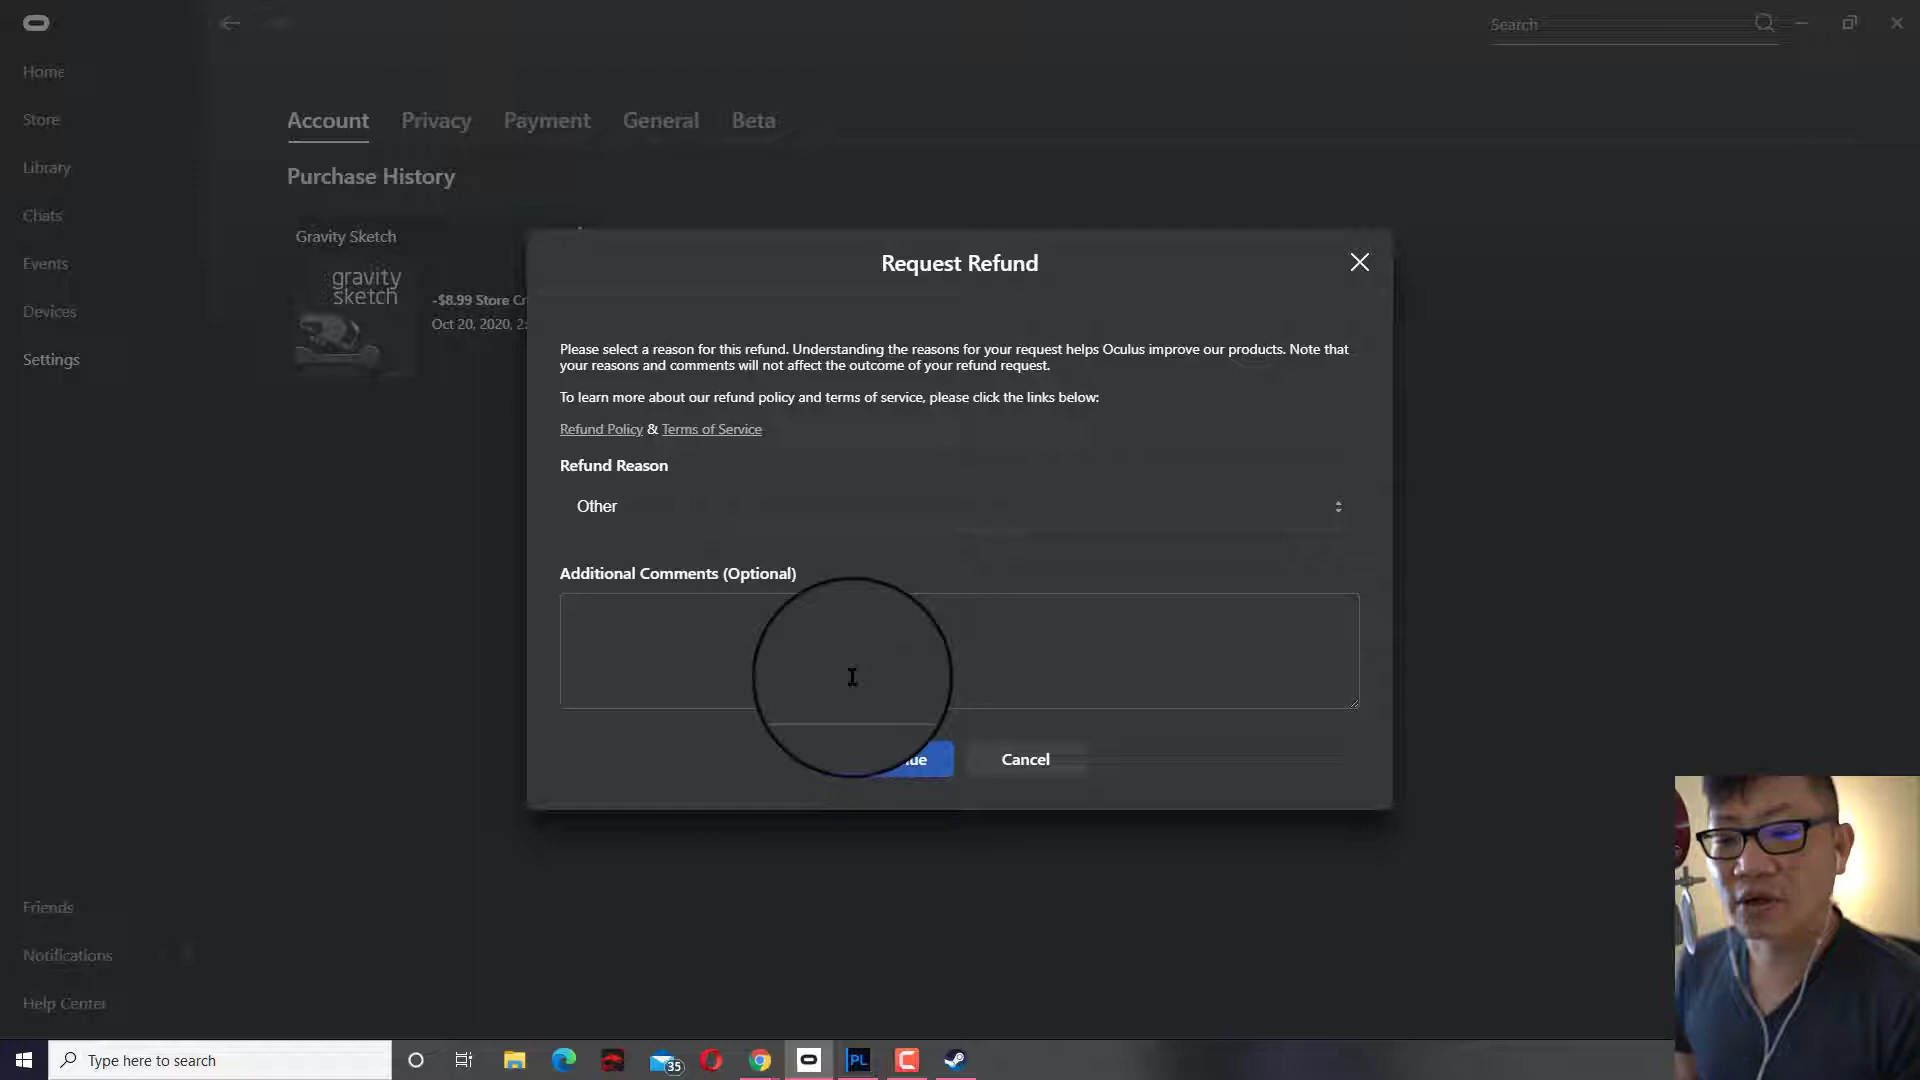 Search
Home
Store
Library
Chats
Events
Devices
Settings
Friends
Notifications
Help Center
Account Privacy Payment General Beta
Purchase History
Gravity Sketch
gravity
sketch
-$8.99 Store Cr
Oct 20, 2020, 2:
Request Refund
Please select a reason for this refund. Understanding the reasons for your request helps Oculus improve our products. Note that
your reasons and comments will not affect the outcome of your refund request.
To learn more about our refund policy and terms of service, please click the links below:
Refund Policy & Terms of Service
Refund Reason
Other
Additional Comments (Optional)
ue
Cancel
Type here to search
35
PL